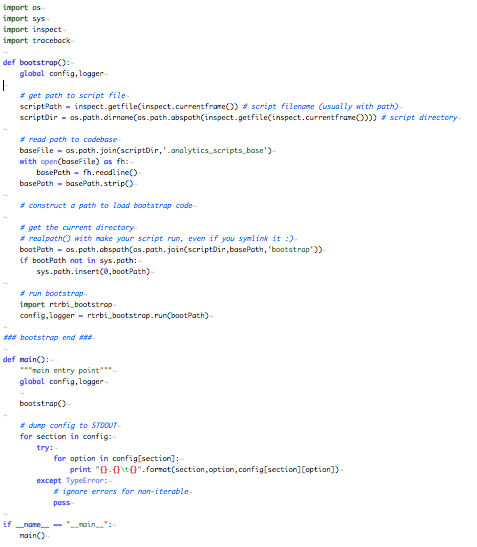 import os
import sys
import inspect
import traceback

def bootstrap():
    global config,logger

    # get path to script file
    scriptPath = inspect.getfile(inspect.currentframe()) # script filename (usually with path)
    scriptDir = os.path.dirname(os.path.abspath(inspect.getfile(inspect.currentframe()))) # script directory

    # read path to codebase
    baseFile = os.path.join(scriptDir,'.analytics_scripts_base')
    with open(baseFile) as fh:
        basePath = fh.readline()
    basePath = basePath.strip()

    # construct a path to load bootstrap code

    # get the current directory
    # realpath() with make your script run, even if you symlink it :)
    bootPath = os.path.abspath(os.path.join(scriptDir,basePath,'bootstrap'))
    if bootPath not in sys.path:
        sys.path.insert(0,bootPath)

    # run bootstrap
    import rtrbi_bootstrap
    config,logger = rtrbi_bootstrap.run(bootPath)

### bootstrap end ###

def main():
    """main entry point"""
    global config,logger

    bootstrap()

    # dump config to STDOUT
    for section in config:
        try:
            for option in config[section]:
                print "{}.{}\t{}".format(section,option,config[section][option])
        except TypeError:
            # ignore errors for non-iterable
            pass

if __name__ == "__main__":
    main()